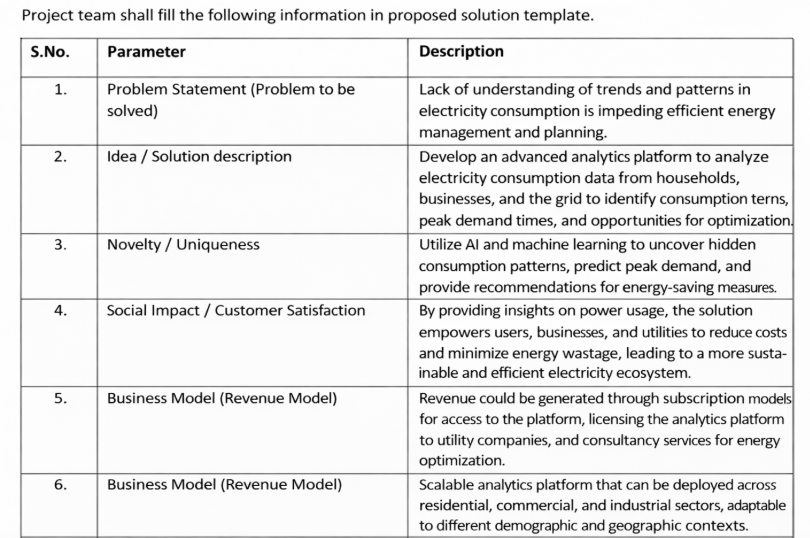 Project team shall fill the following information in proposed solution template.
S.No. Parameter Description
1. Problem Statement (Problem to be solved) Lack of understanding of trends and patterns in
electricity consumption is impeding efficient energy
management and planning.
2. Idea / Solution description Develop an advanced analytics platform to analyze
electricity consumption data from households,
businesses, and the grid to identify consumption terns,
peak demand times, and opportunities for optimization.
3. Novelty / Uniqueness Utilize AI and machine learning to uncover hidden
consumption patterns, predict peak demand, and
provide recommendations for energy-saving measures.
4. Social Impact / Customer Satisfaction By providing insights on power usage, the solution
empowers users, businesses, and utilities to reduce costs
and minimize energy wastage, leading to a more susta-
inable and efficient electricity ecosystem.
5. Business Model (Revenue Model) Revenue could be generated through subscription models
for access to the platform, licensing the analytics platform
to utility companies, and consultancy services for energy
optimization.
6. Business Model (Revenue Model) Scalable analytics platform that can be deployed across
residential, commercial, and industrial sectors, adaptable
to different demographic and geographic contexts.